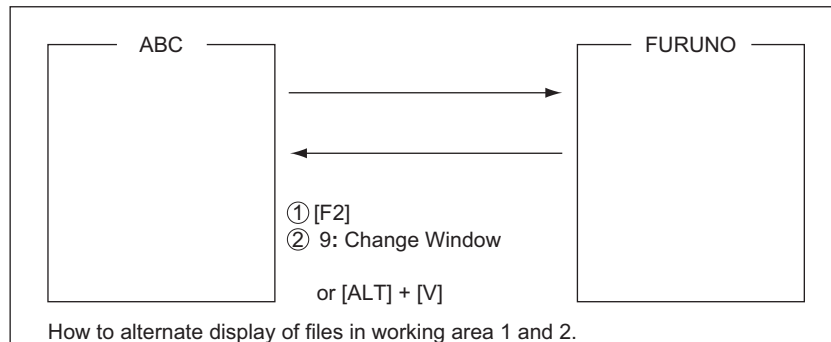 ABC
FURUNO
① [F2]
② 9: Change Window
or [ALT] + [V]
How to alternate display of files in working area 1 and 2.